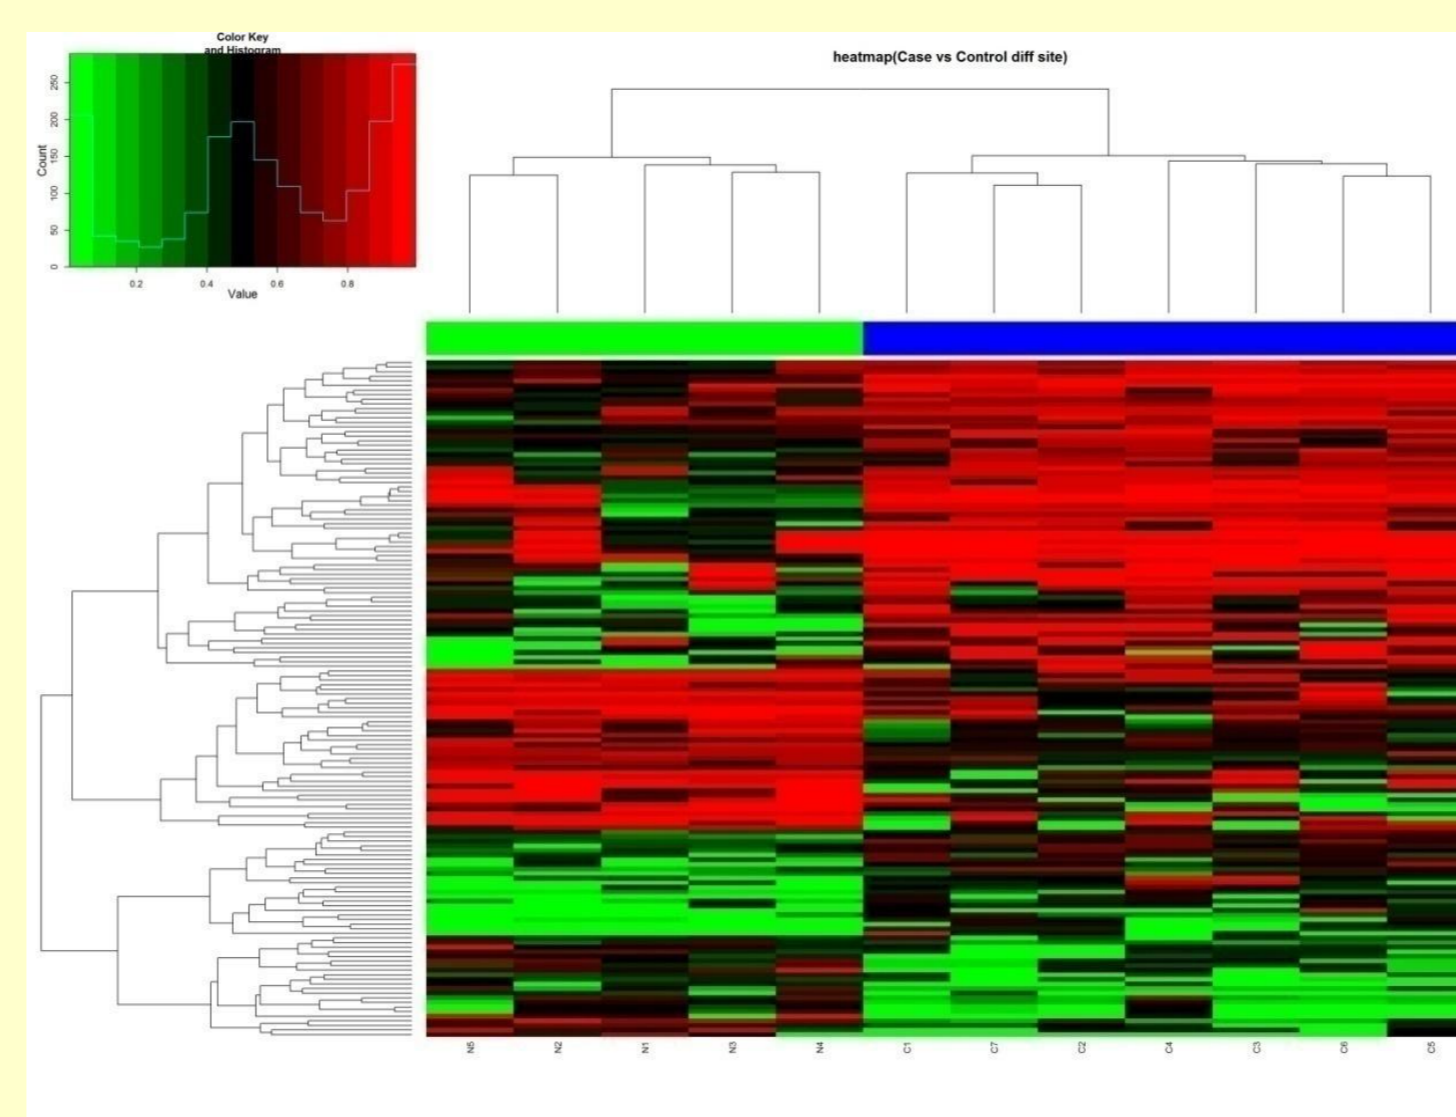 Color Key
and Histogram
heatmap(Case vs Control diff site)
250
200
150
100
50
0
Count
0.2 0.4 0.6 0.8
Value
N5 N2 N1 N3 N4 C1 C7 C2 C4 C3 C6 C5